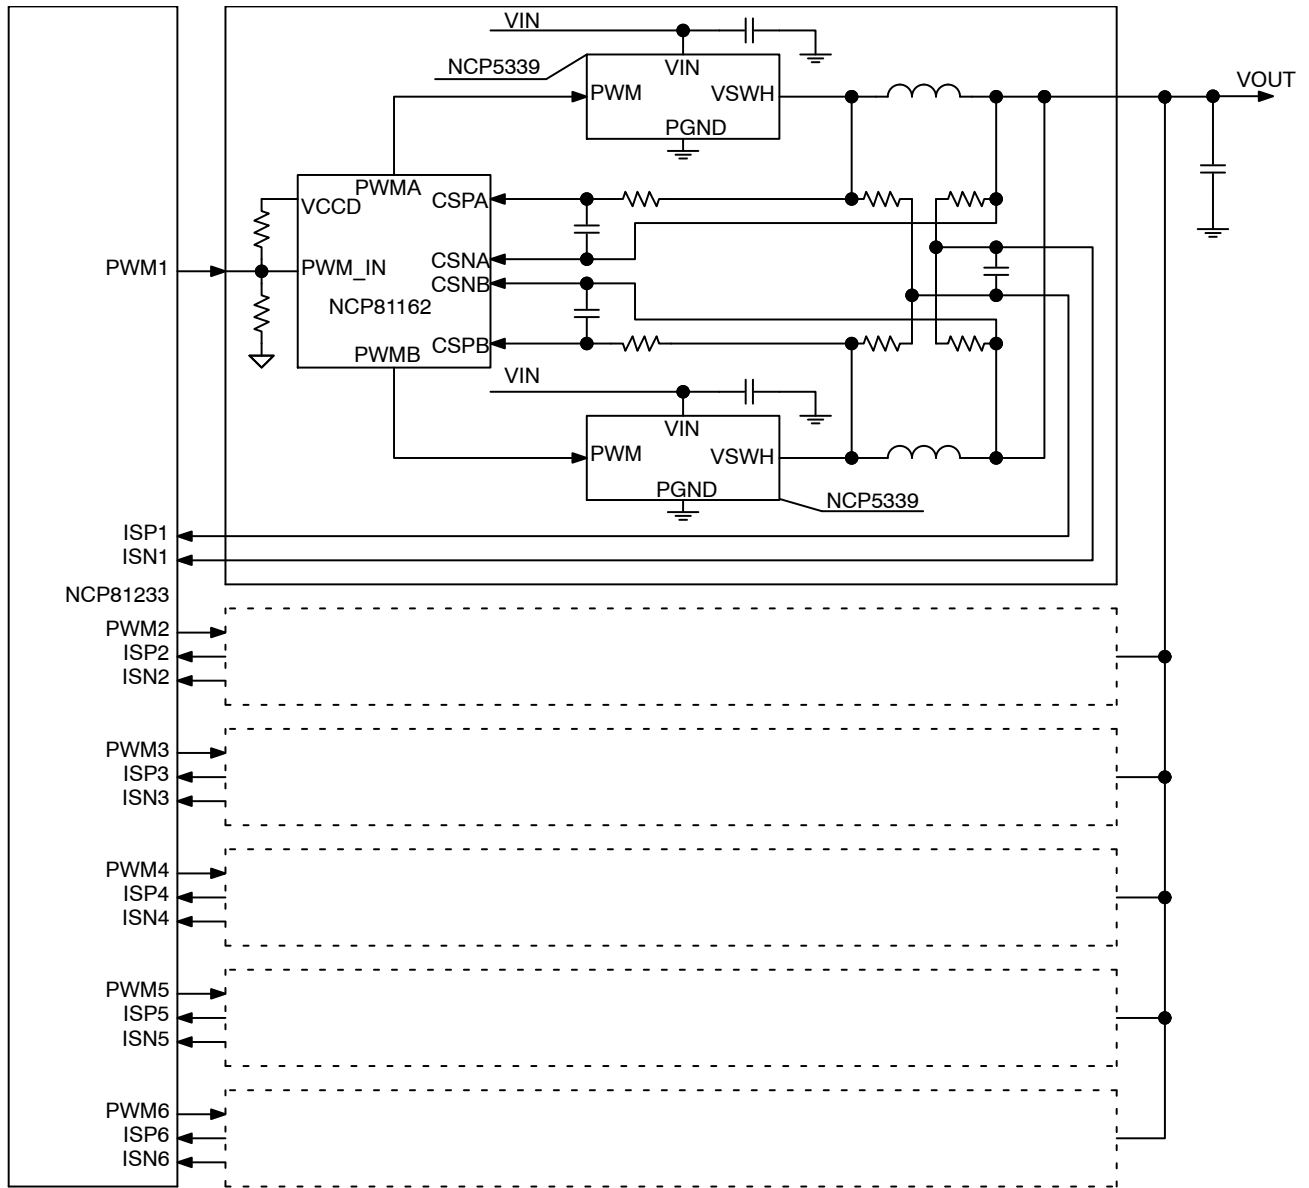 VIN
NCP5339
VIN
VOUT
PWM
VSWH
PGND
PWMA
VCCD
CSPA
PWM1
PWM_IN
CSNA
CSNB
NCP81162
CSPB
PWMB
VIN
VIN
PWM
VSWH
PGND
NCP5339
ISP1
ISN1
NCP81233
PWM2
ISP2
ISN2
PWM3
ISP3
ISN3
PWM4
ISP4
ISN4
PWM5
ISP5
ISN5
PWM6
ISP6
ISN6